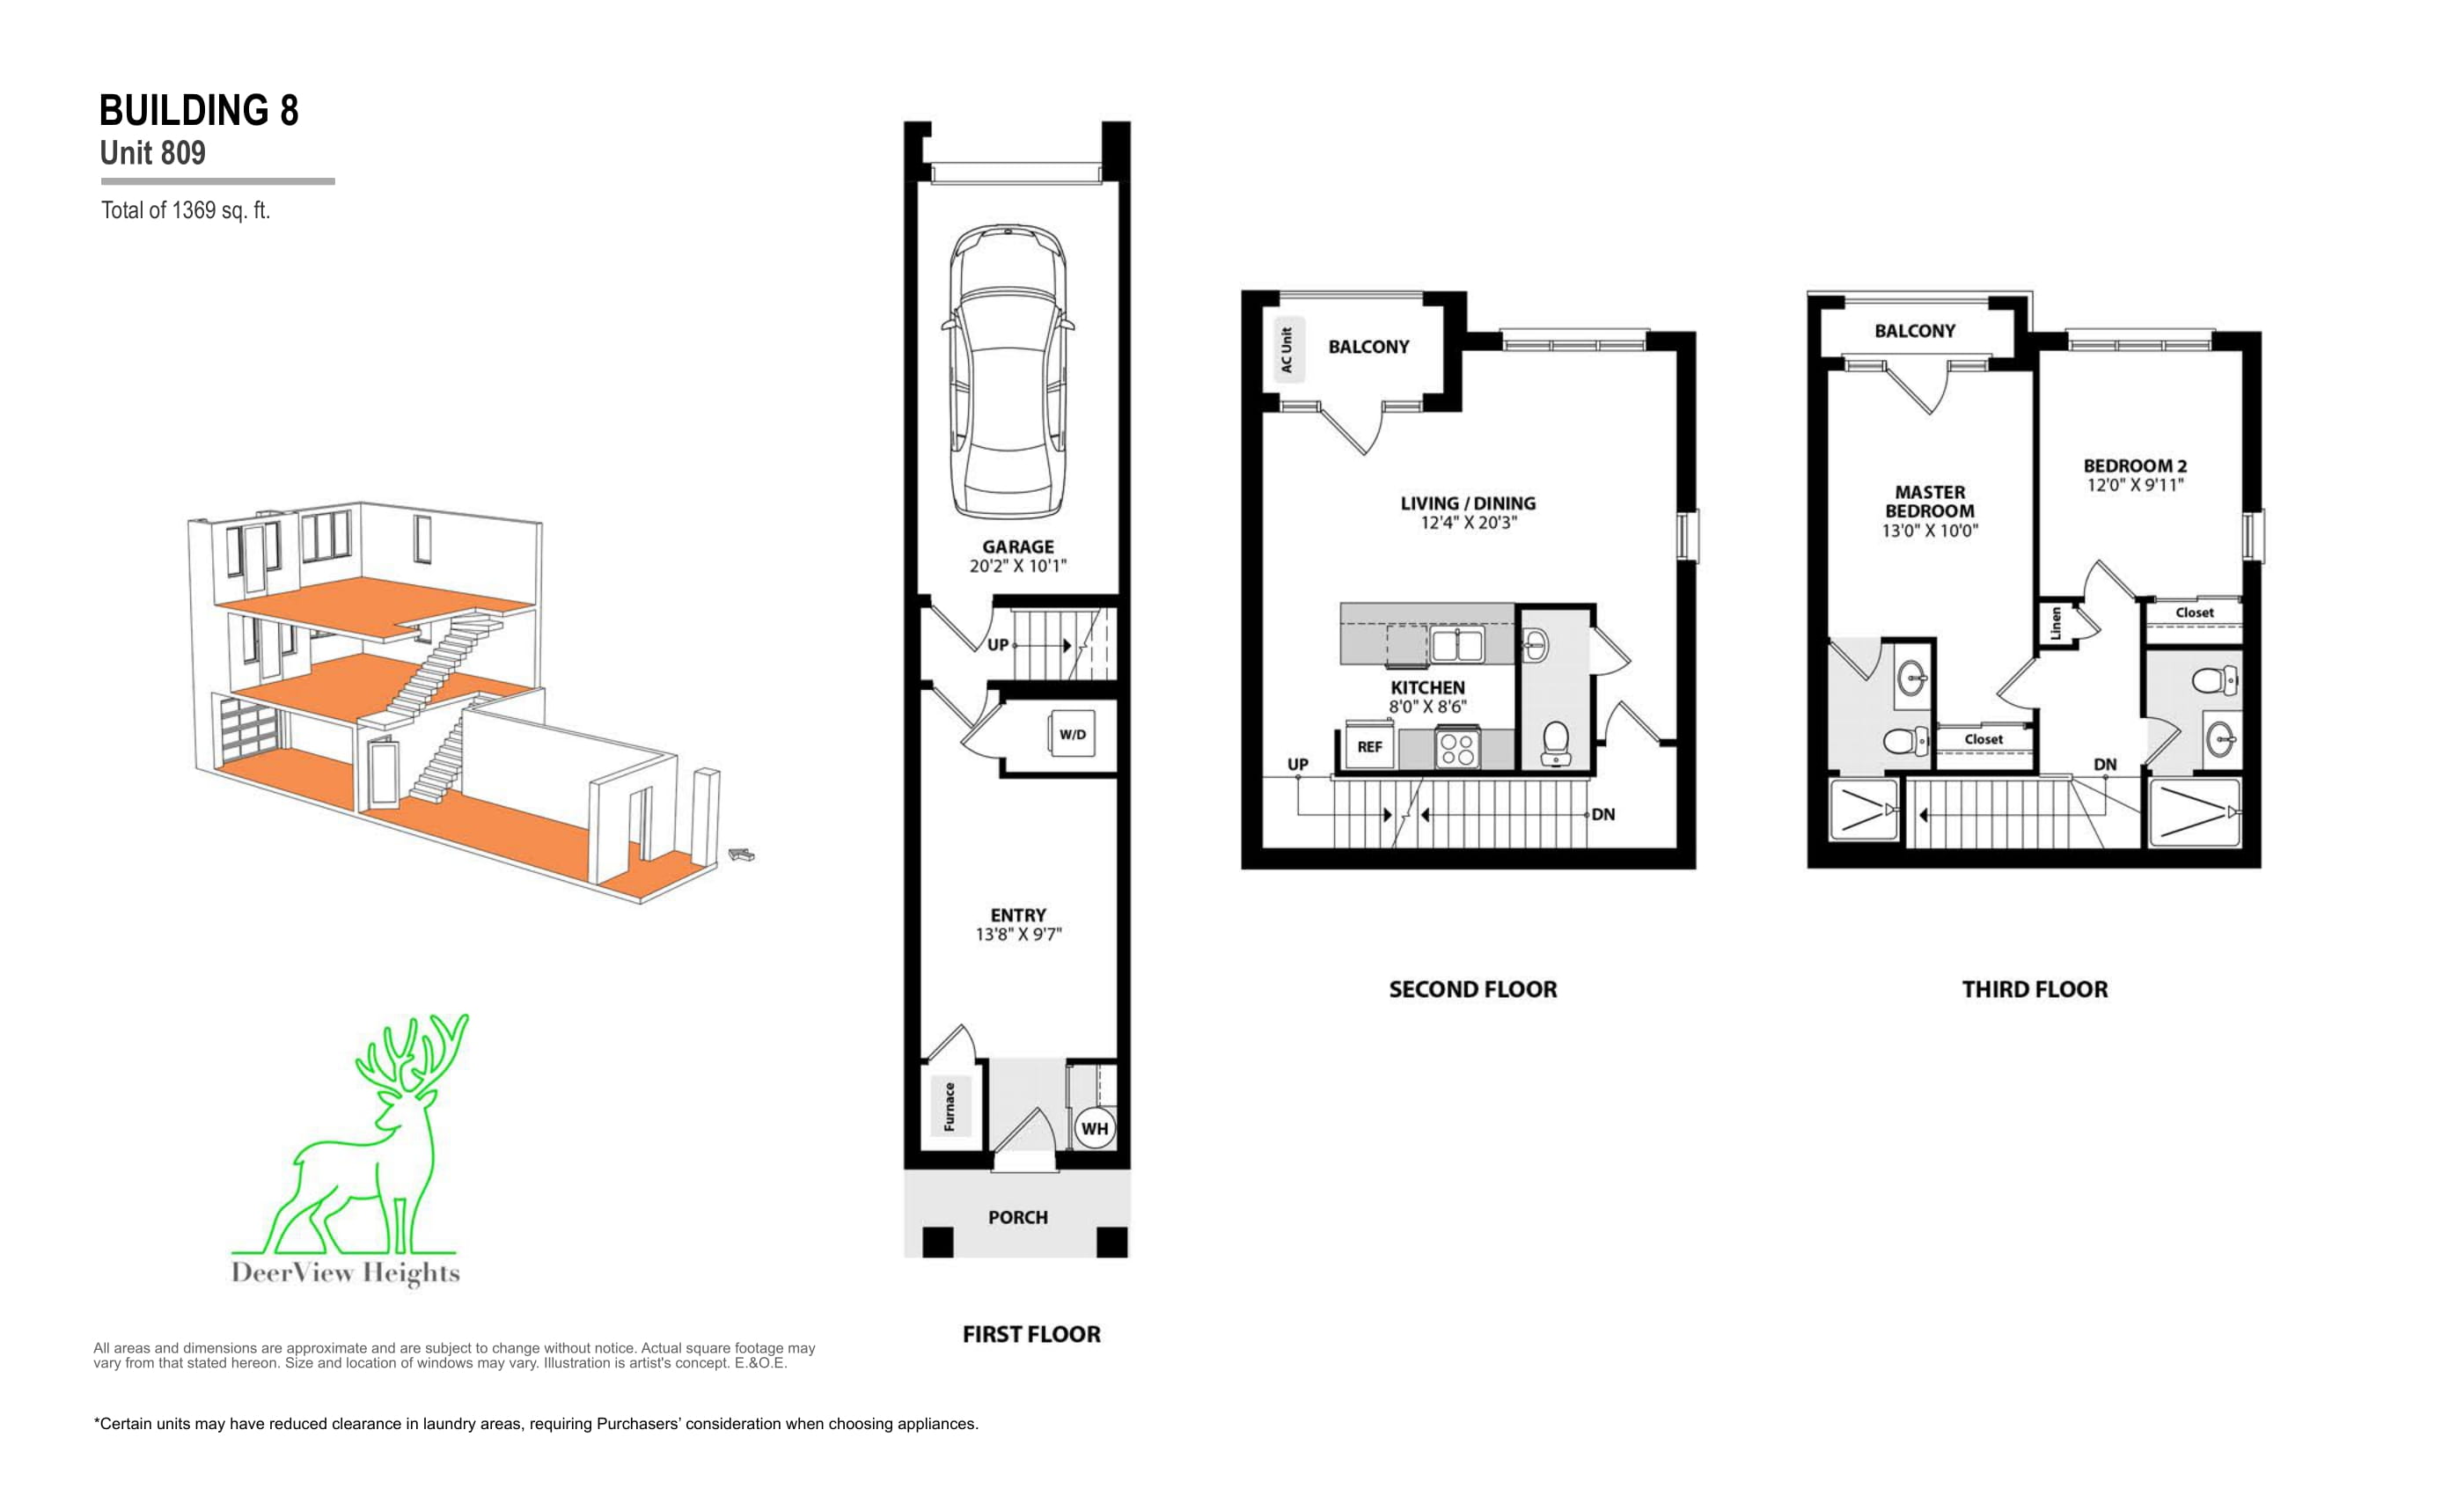 BUILDING 8
Unit 809
Total of 1369 sq. ft.
GARAGE
20'2" X 10'1"
UP
W/D
ENTRY
13'8" X 9'7"
Furnace
WH
PORCH
FIRST FLOOR
AC Unit
BALCONY
LIVING / DINING
12'4" X 20'3"
KITCHEN
8'0" X 8'6"
REF
UP
DN
SECOND FLOOR
BALCONY
MASTER
BEDROOM
13'0" X 10'0"
BEDROOM 2
12'0" X 9'11"
Linen
Closet
Closet
DN
THIRD FLOOR
DeerView Heights
All areas and dimensions are approximate and are subject to change without notice. Actual square footage may
vary from that stated hereon. Size and location of windows may vary. Illustration is artist's concept. E.&O.E.
*Certain units may have reduced clearance in laundry areas, requiring Purchasers’ consideration when choosing appliances.